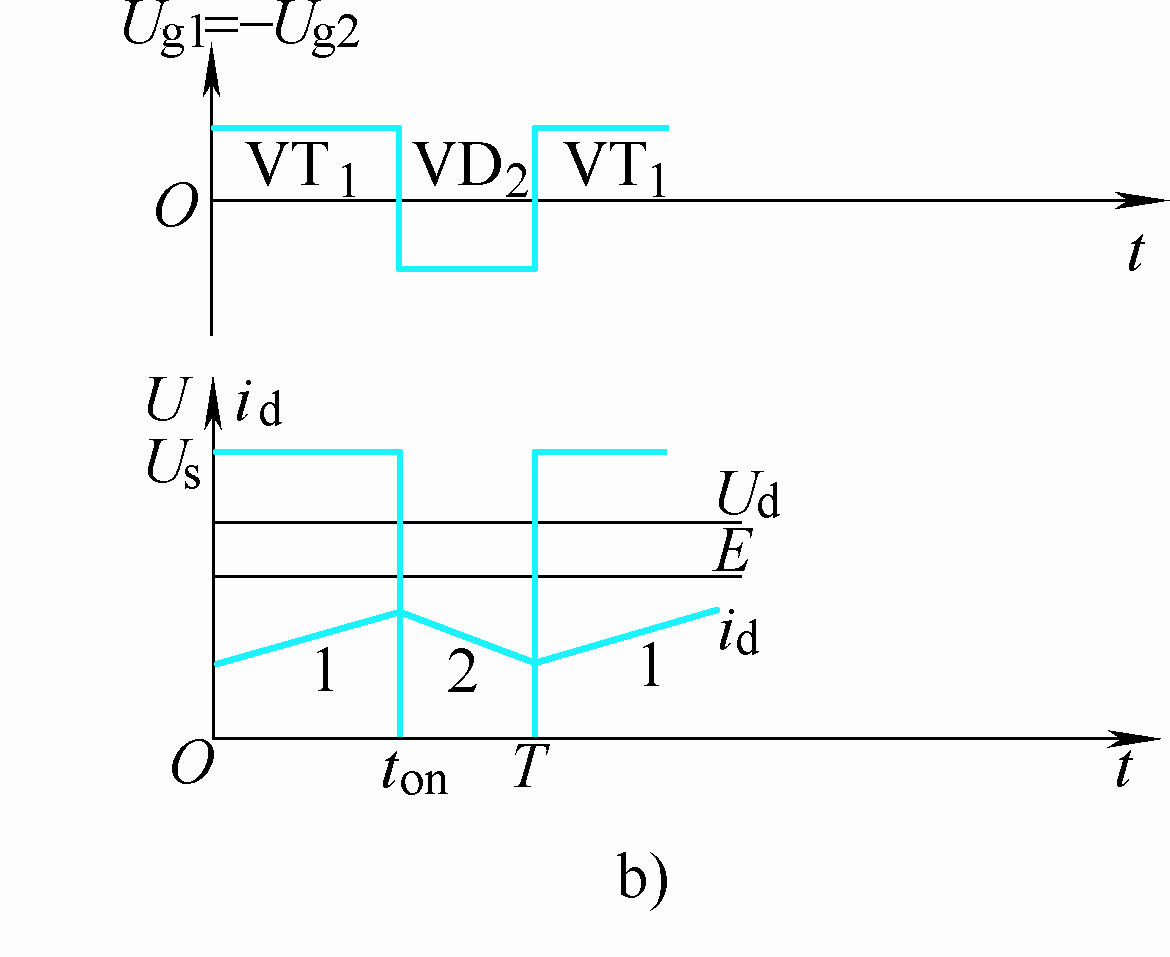 Ug1=−Ug2
VT1 VD2 VT1
O
t
U id
Us
Ud
E
id
1 2 1
O ton T t
b)